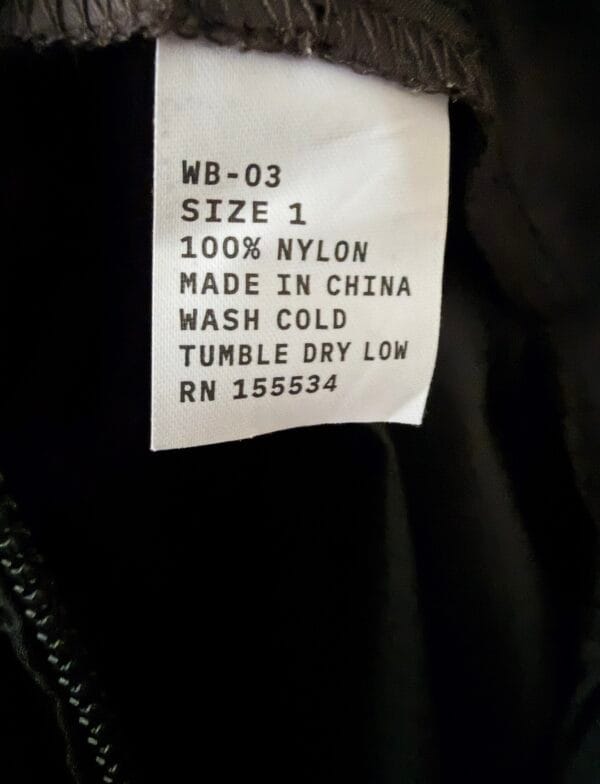 WB-03
SIZE 1
100% NYLON
MADE IN CHINA
WASH COLD
TUMBLE DRY LOW
RN 155534